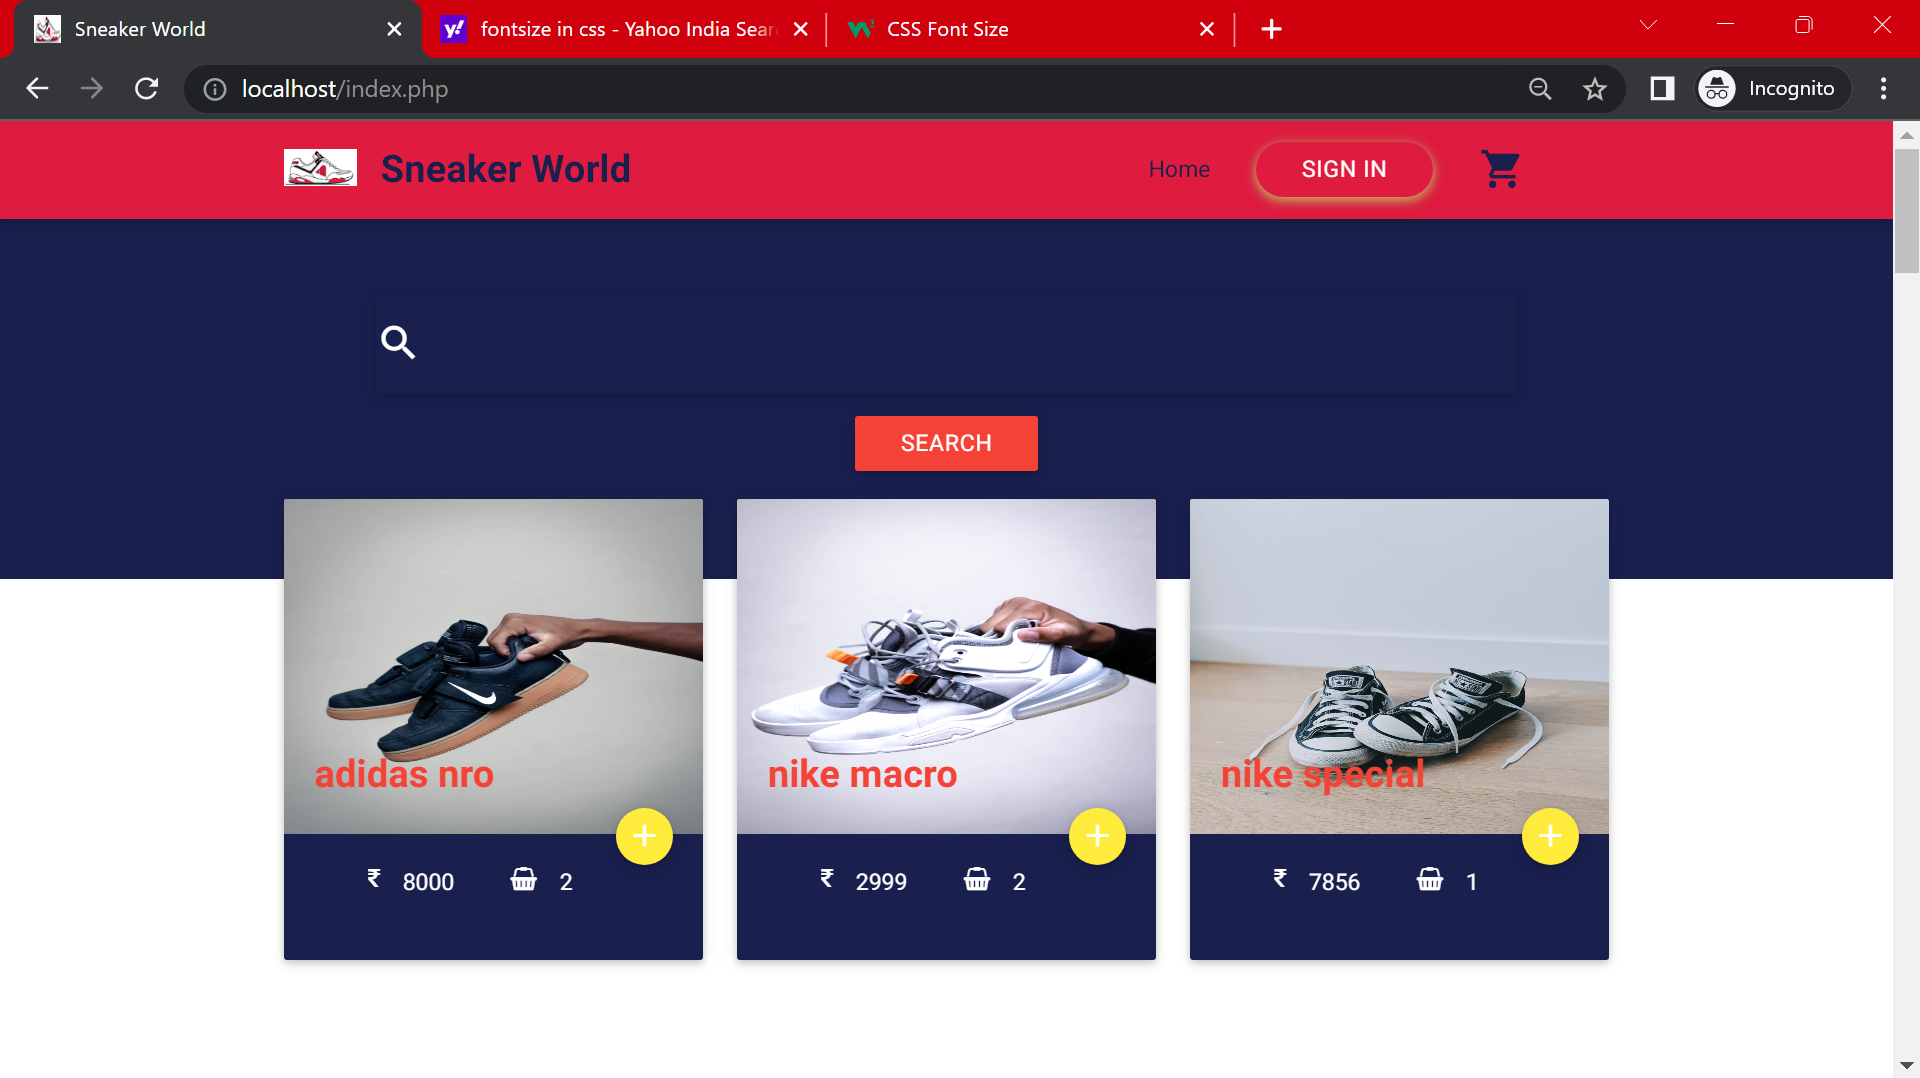 Sneaker World
fontsize in css - Yahoo India Sear
CSS Font Size
localhost/index.php
Incognito
Sneaker World
Home
SIGN IN
SEARCH
adidas nro
nike macro
nike special
₹ 8000 2
₹ 2999 2
₹ 7856 1